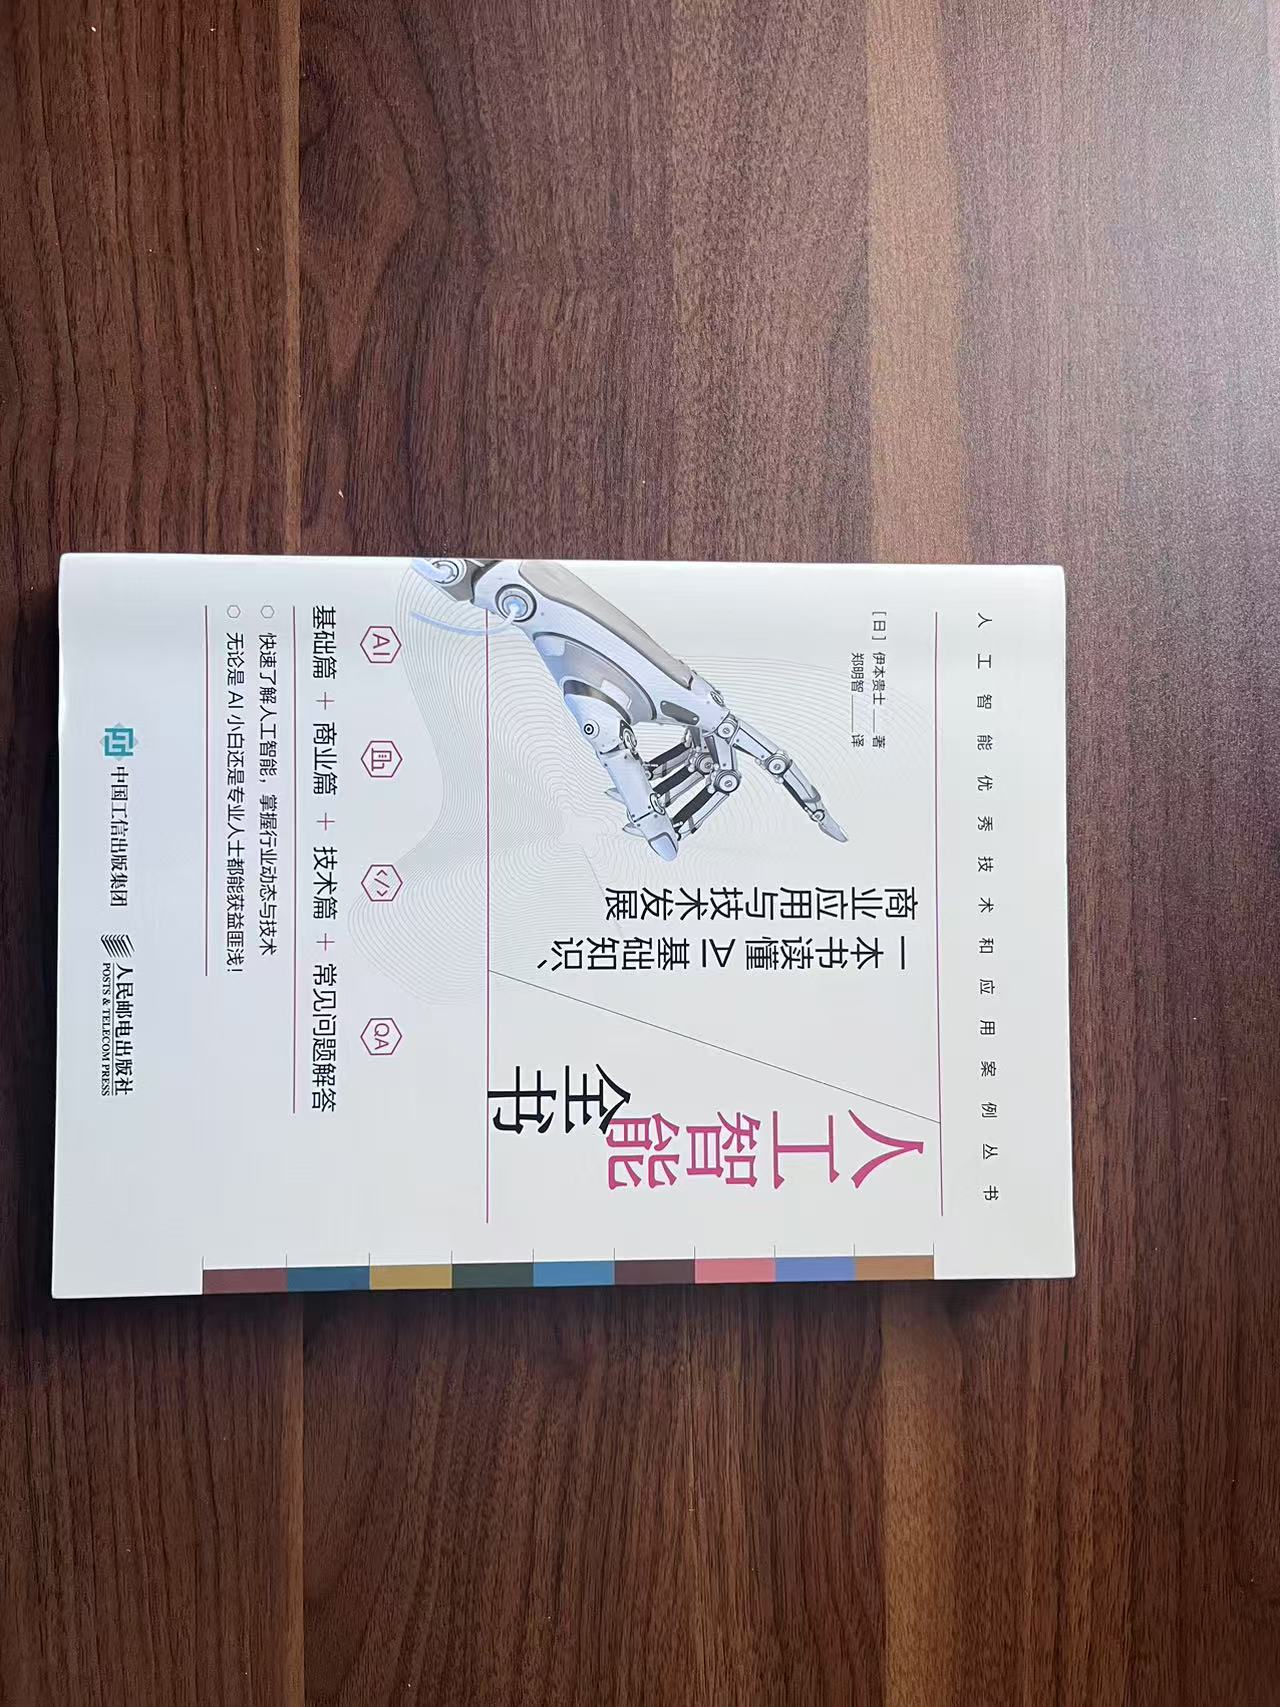 人工智能优秀技术和应用案例丛书
人工智能
全书
一本书读懂 AI 基础知识、
商业应用与技术发展
[日] 伊本贵士 著
郑明智 译
AI
</>
QA
基础篇 + 商业篇 + 技术篇 + 常见问题解答
快速了解人工智能，掌握行业动态与技术
无论是 AI 小白还是专业人士都能获益匪浅！
中国工信出版集团
人民邮电出版社
POSTS & TELECOM PRESS